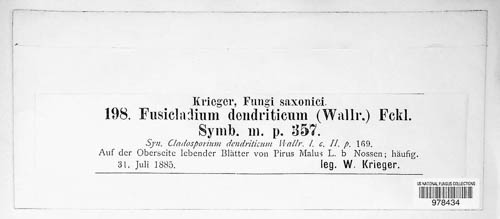 Krieger, Fungi saxonici.
198. Fusicladium dendriticum (Wallr.) Fckl.
Symb. m. p. 357.
Syn. Cladosporium dendriticum Wallr. l. c. II. p. 169.
Auf der Oberseite lebender Blätter von Pirus Malus L. b Nossen; häufig.
31. Juli 1885. leg. W. Krieger.
US NATIONAL FUNGUS COLLECTIONS
978434